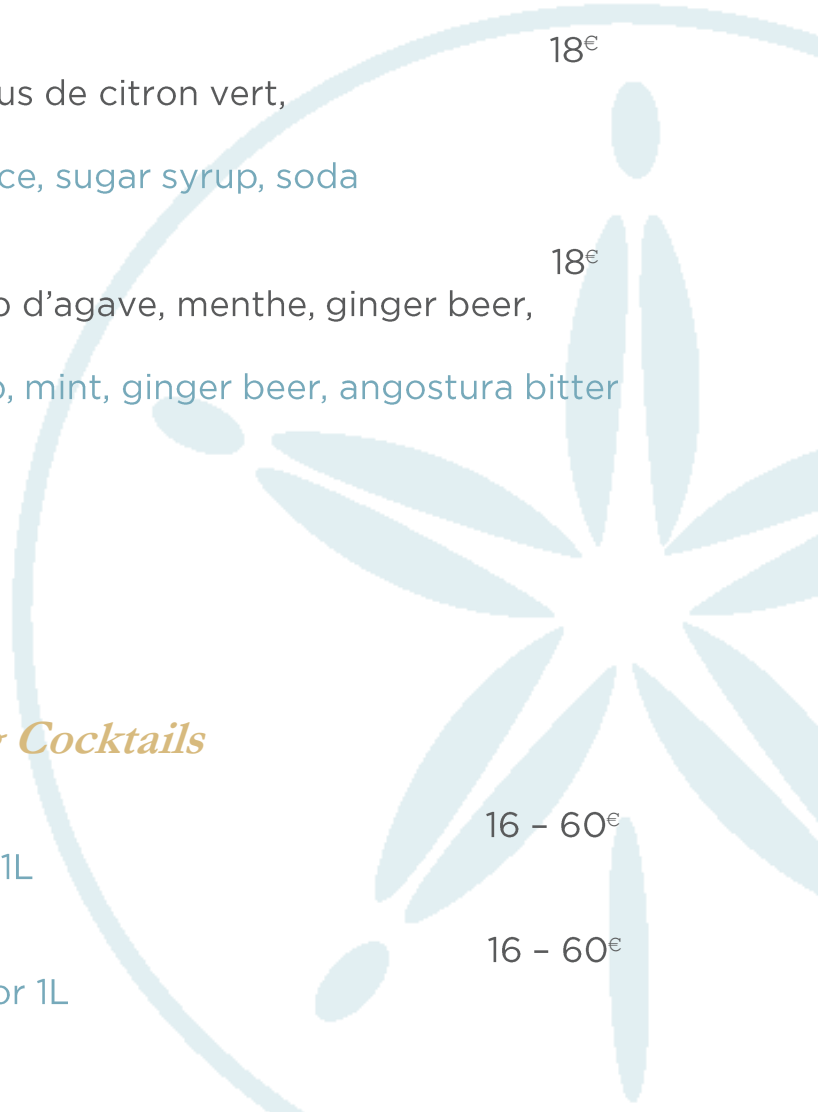 18€
us de citron vert,
ce, sugar syrup, soda
18€
d’agave, menthe, ginger beer,
, mint, ginger beer, angostura bitter
Cocktails
16 – 60€
1L
16 – 60€
or 1L